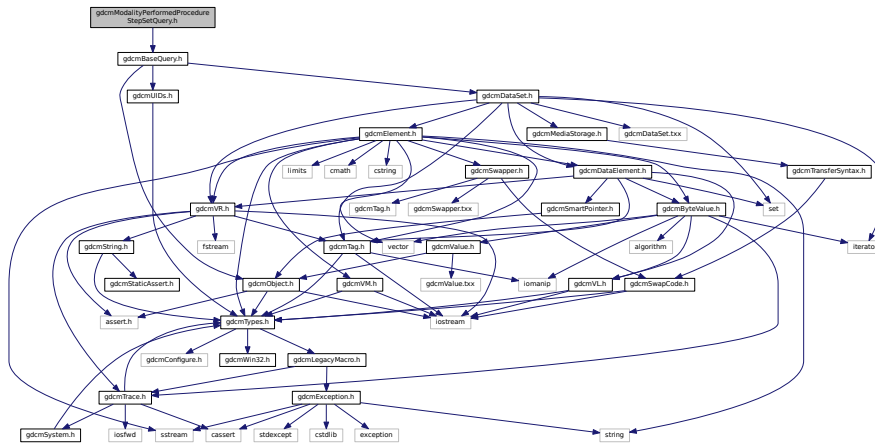 gdcmModalityPerformedProcedure
StepSetQuery.h
gdcmBaseQuery.h
gdcmUIDs.h
gdcmDataSet.h
gdcmElement.h
gdcmMediaStorage.h
gdcmDataSet.txx
limits
cmath
cstring
gdcmSwapper.h
gdcmDataElement.h
gdcmTransferSyntax.h
gdcmVR.h
gdcmTag.h
gdcmSwapper.txx
gdcmSmartPointer.h
gdcmByteValue.h
set
gdcmString.h
fstream
gdcmTag.h
vector
gdcmValue.h
algorithm
gdcmStaticAssert.h
gdcmObject.h
gdcmVM.h
gdcmValue.txx
iomanip
gdcmVL.h
gdcmSwapCode.h
assert.h
gdcmTypes.h
iostream
gdcmConfigure.h
gdcmWin32.h
gdcmLegacyMacro.h
gdcmTrace.h
gdcmException.h
gdcmSystem.h
iosfwd
sstream
cassert
stdexcept
cstdlib
exception
string